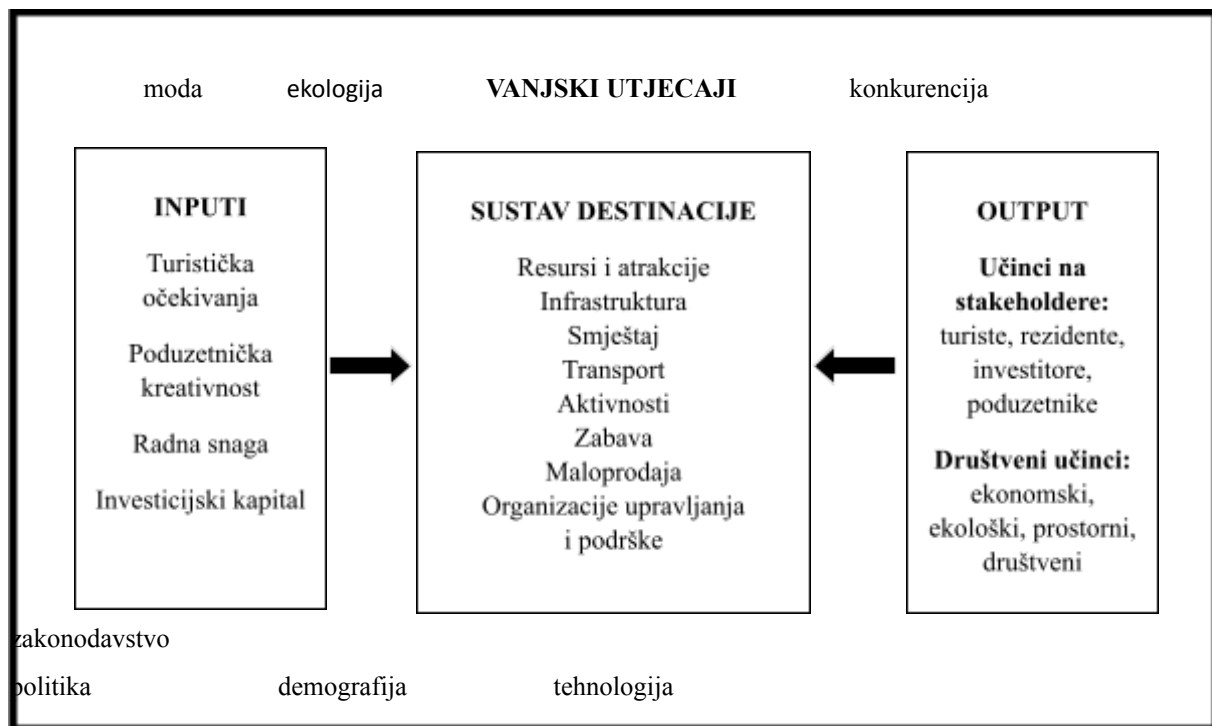 moda ekologija VANJSKI UTJECAJI konkurencija
INPUTI
Turistička
očekivanja
Poduzetnička
kreativnost
Radna snaga
Investicijski kapital
SUSTAV DESTINACIJE
Resursi i atrakcije
Infrastruktura
Smještaj
Transport
Aktivnosti
Zabava
Maloprodaja
Organizacije upravljanja
i podrške
OUTPUT
Učinci na
stakeholdere:
turiste, rezidente,
investitore,
poduzetnike
Društveni učinci:
ekonomski,
ekološki, prostorni,
društveni
zakonodavstvo
politika demografija tehnologija